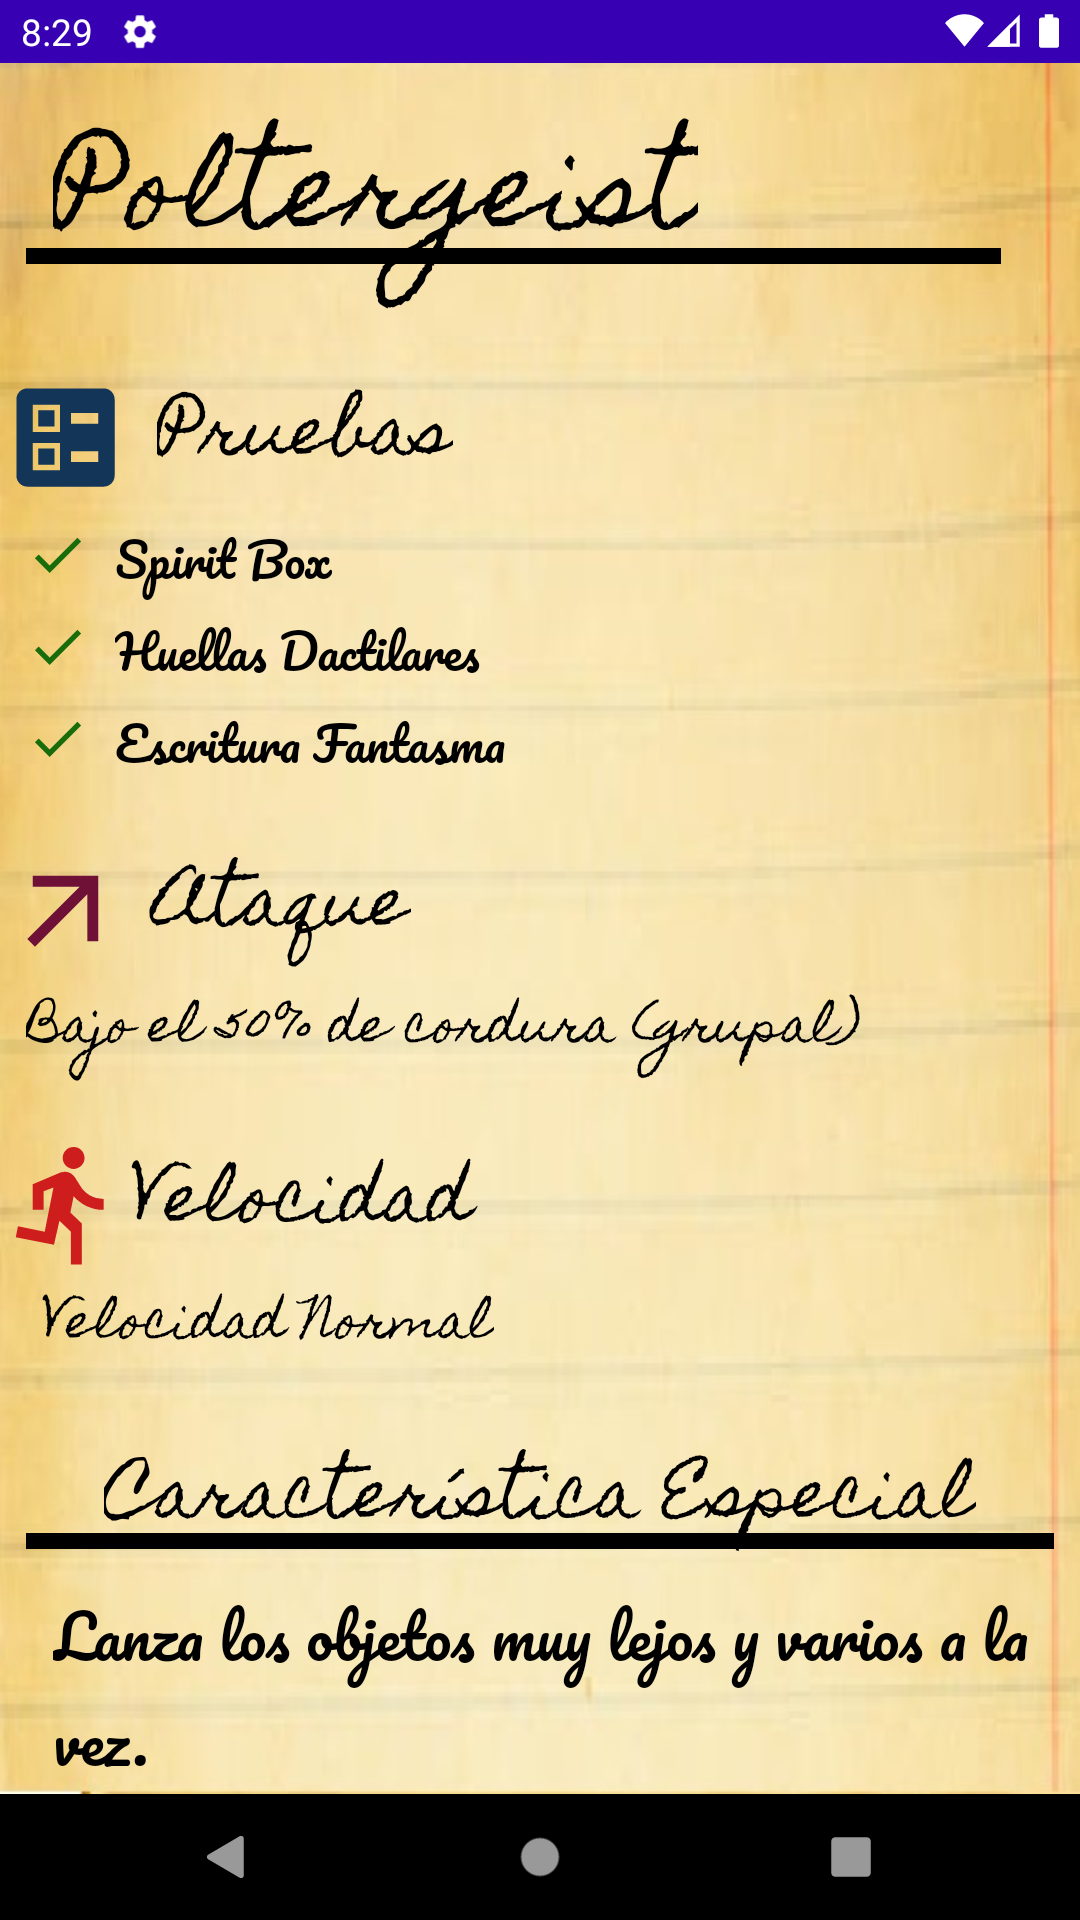 8:29
Poltergeist
Pruebas
Spirit Box
Huellas Dactilares
Escritura Fantasma
Ataque
Bajo el 50% de cordura (grupal)
Velocidad
Velocidad Normal
Característica Especial
Lanza los objetos muy lejos y varios a la
vez.